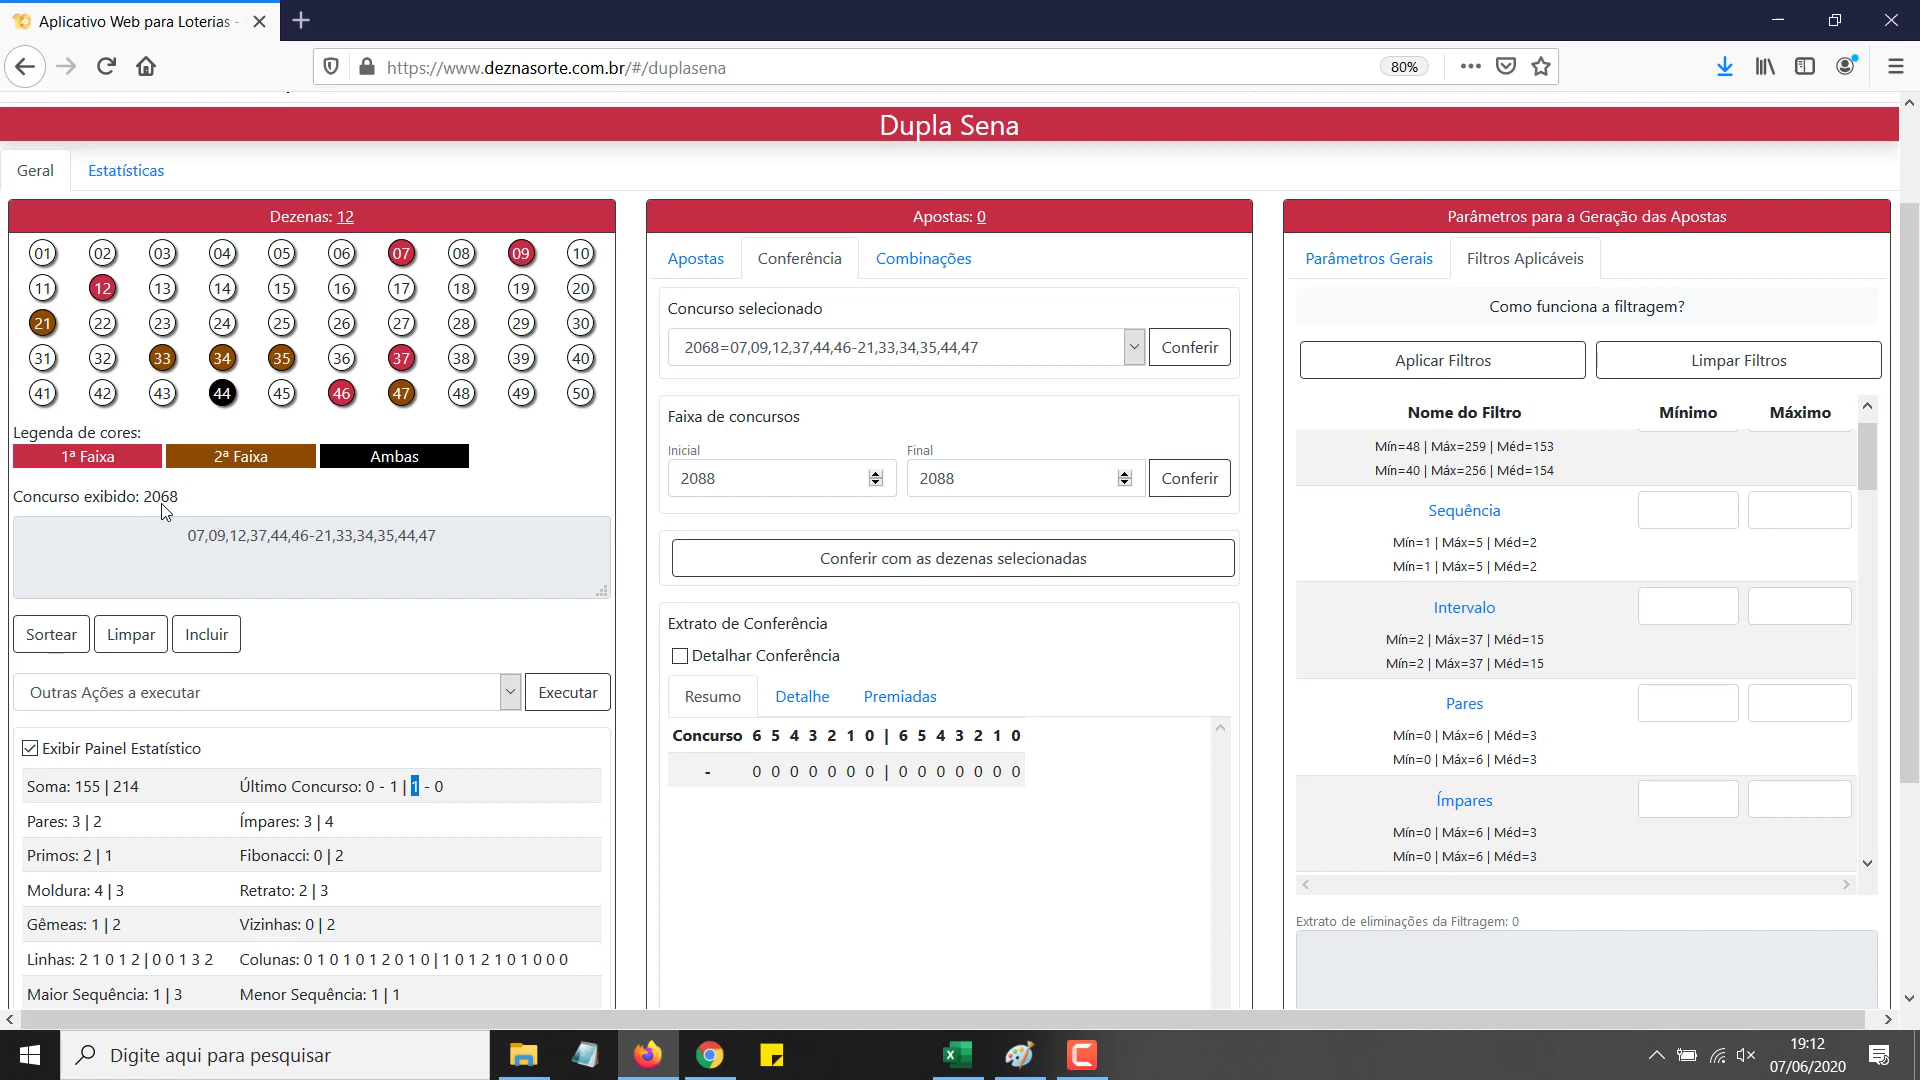 Aplicativo Web para Loterias -
https://www.deznasorte.com.br/#/duplasena
80%
Dupla Sena
Geral
Estatísticas
Dezenas: 12
01 02 03 04 05 06 07 08 09 10
11 12 13 14 15 16 17 18 19 20
21 22 23 24 25 26 27 28 29 30
31 32 33 34 35 36 37 38 39 40
41 42 43 44 45 46 47 48 49 50
Legenda de cores:
1ª Faixa 2ª Faixa Ambas
Concurso exibido: 2068
07,09,12,37,44,46-21,33,34,35,44,47
Sortear Limpar Incluir
Outras Ações a executar Executar
Exibir Painel Estatístico
Soma: 155 | 214 Último Concurso: 0 - 1 | 1 - 0
Pares: 3 | 2 Ímpares: 3 | 4
Primos: 2 | 1 Fibonacci: 0 | 2
Moldura: 4 | 3 Retrato: 2 | 3
Gêmeas: 1 | 2 Vizinhas: 0 | 2
Linhas: 2 1 0 1 2 | 0 0 1 3 2 Colunas: 0 1 0 1 0 1 2 0 1 0 | 1 0 1 2 1 0 1 0 0 0
Maior Sequência: 1 | 3 Menor Sequência: 1 | 1
Apostas: 0
Apostas Conferência Combinações
Concurso selecionado
2068=07,09,12,37,44,46-21,33,34,35,44,47 Conferir
Faixa de concursos
Inicial Final
2088 2088 Conferir
Conferir com as dezenas selecionadas
Extrato de Conferência
Detalhar Conferência
Resumo Detalhe Premiadas
Concurso 6 5 4 3 2 1 0 | 6 5 4 3 2 1 0
- 0 0 0 0 0 0 0 | 0 0 0 0 0 0 0
Parâmetros para a Geração das Apostas
Parâmetros Gerais Filtros Aplicáveis
Como funciona a filtragem?
Aplicar Filtros Limpar Filtros
Nome do Filtro Mínimo Máximo
Mín=48 | Máx=259 | Méd=153
Mín=40 | Máx=256 | Méd=154
Sequência
Mín=1 | Máx=5 | Méd=2
Mín=1 | Máx=5 | Méd=2
Intervalo
Mín=2 | Máx=37 | Méd=15
Mín=2 | Máx=37 | Méd=15
Pares
Mín=0 | Máx=6 | Méd=3
Mín=0 | Máx=6 | Méd=3
Ímpares
Mín=0 | Máx=6 | Méd=3
Mín=0 | Máx=6 | Méd=3
Extrato de eliminações da Filtragem: 0
Digite aqui para pesquisar
19:12
07/06/2020